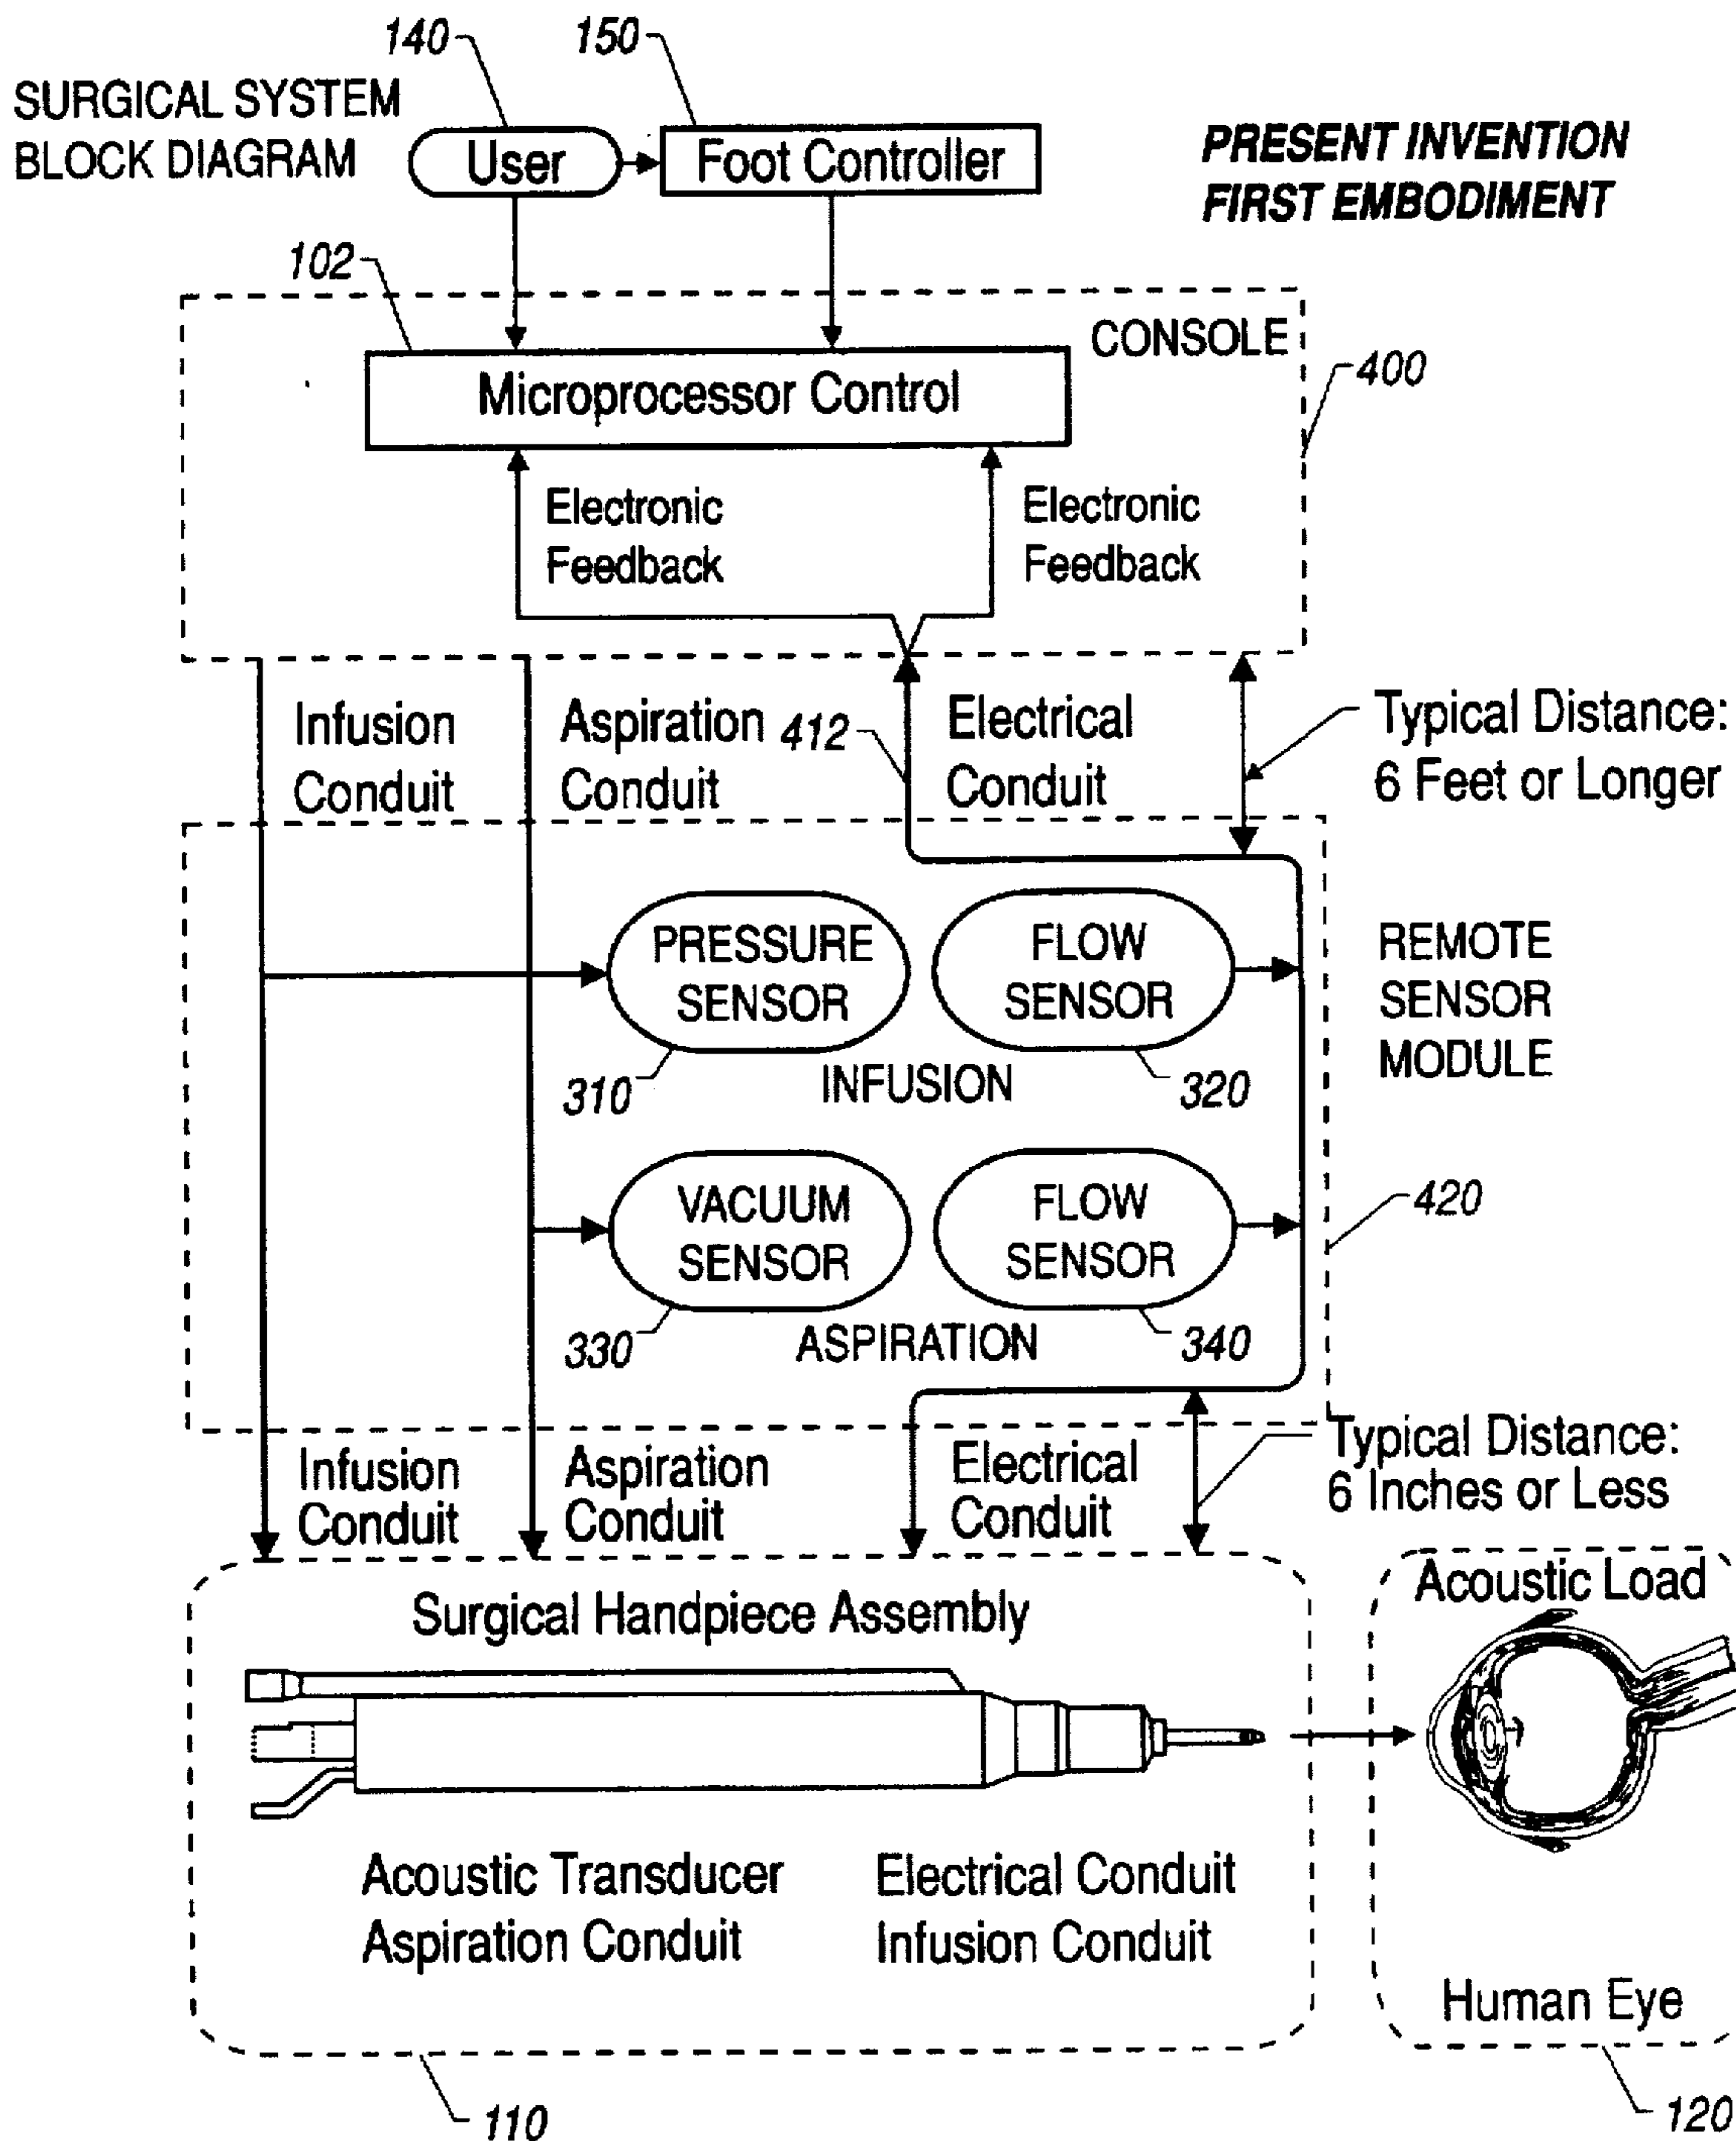 140
150
SURGICAL SYSTEM
BLOCK DIAGRAM
User
Foot Controller
PRESENT INVENTION
FIRST EMBODIMENT
102
CONSOLE
400
Microprocessor Control
Electronic
Feedback
Electronic
Feedback
Infusion
Conduit
Aspiration
Conduit
412
Electrical
Conduit
Typical Distance:
6 Feet or Longer
PRESSURE
SENSOR
FLOW
SENSOR
REMOTE
SENSOR
MODULE
310
INFUSION
320
VACUUM
SENSOR
FLOW
SENSOR
420
330
ASPIRATION
340
Infusion
Conduit
Aspiration
Conduit
Electrical
Conduit
Typical Distance:
6 Inches or Less
Surgical Handpiece Assembly
Acoustic Load
Acoustic Transducer
Aspiration Conduit
Electrical Conduit
Infusion Conduit
Human Eye
110
120